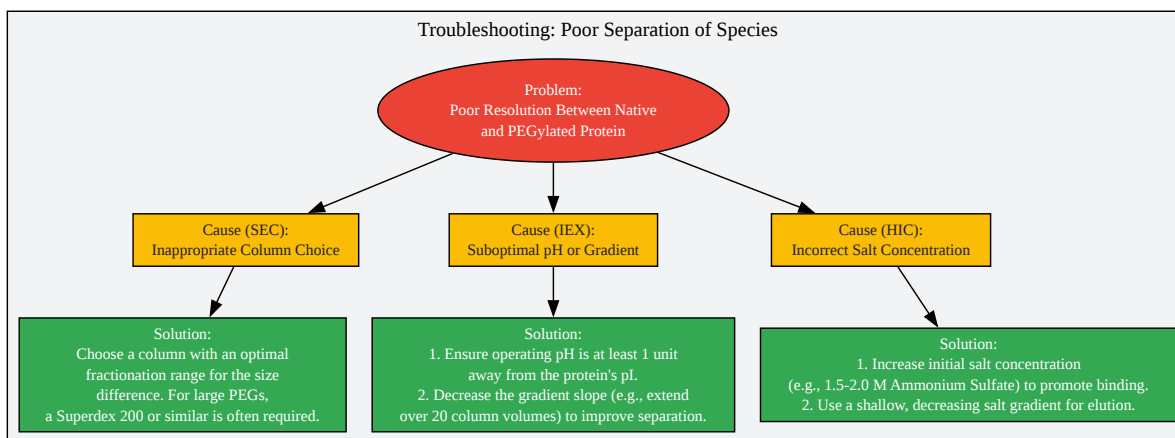 Troubleshooting: Poor Separation of Species
Problem:
Poor Resolution Between Native
and PEGylated Protein
Cause (SEC):
Inappropriate Column Choice
Cause (IEX):
Suboptimal pH or Gradient
Cause (HIC):
Incorrect Salt Concentration
Solution:
Choose a column with an optimal
fractionation range for the size
difference. For large PEGs,
a Superdex 200 or similar is often required.
Solution:
1. Ensure operating pH is at least 1 unit
away from the protein's pI.
2. Decrease the gradient slope (e.g., extend
over 20 column volumes) to improve separation.
Solution:
1. Increase initial salt concentration
(e.g., 1.5-2.0 M Ammonium Sulfate) to promote binding.
2. Use a shallow, decreasing salt gradient for elution.